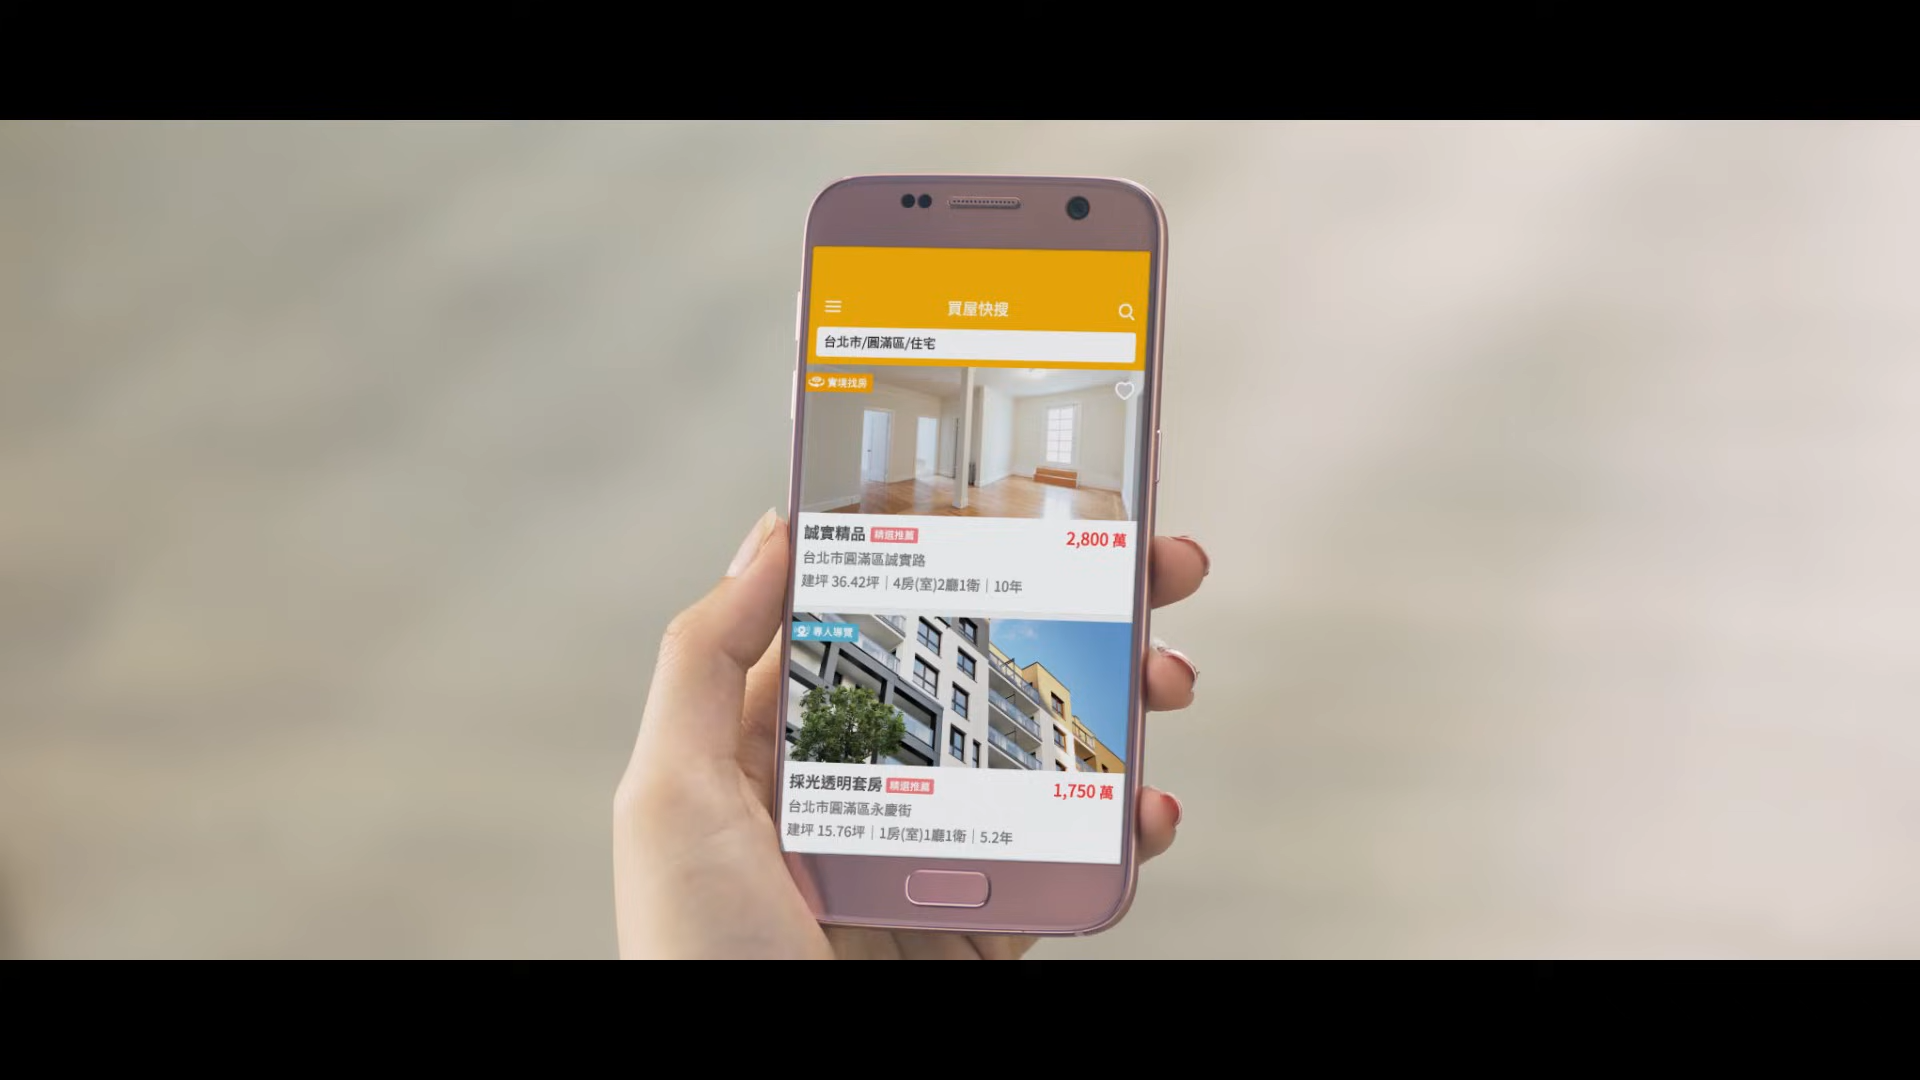 買屋快搜
台北市/圓滿區/住宅
實境找房
誠實精品 精選推薦 2,800 萬
台北市圓滿區誠實路
建坪 36.42坪｜4房(室)2廳1衛｜10年
專人導覽
採光透明套房 精選推薦 1,750 萬
台北市圓滿區永慶街
建坪 15.76坪｜1房(室)1廳1衛｜5.2年